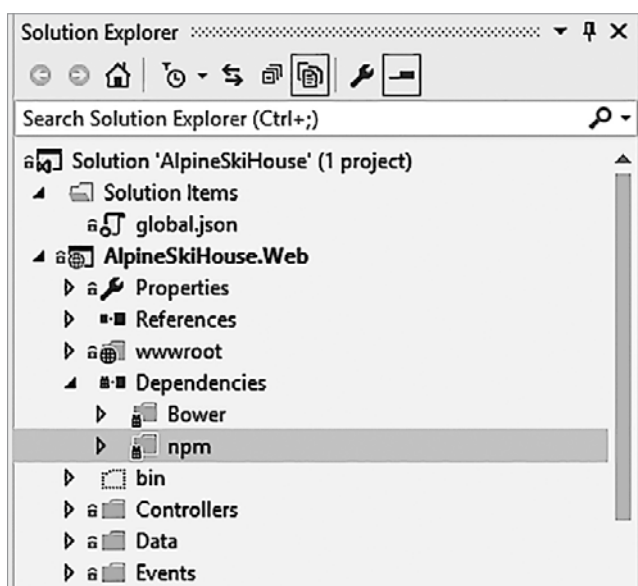 Solution Explorer
Search Solution Explorer (Ctrl+;)
Solution 'AlpineSkiHouse' (1 project)
Solution Items
global.json
AlpineSkiHouse.Web
Properties
References
wwwroot
Dependencies
Bower
npm
bin
Controllers
Data
Events